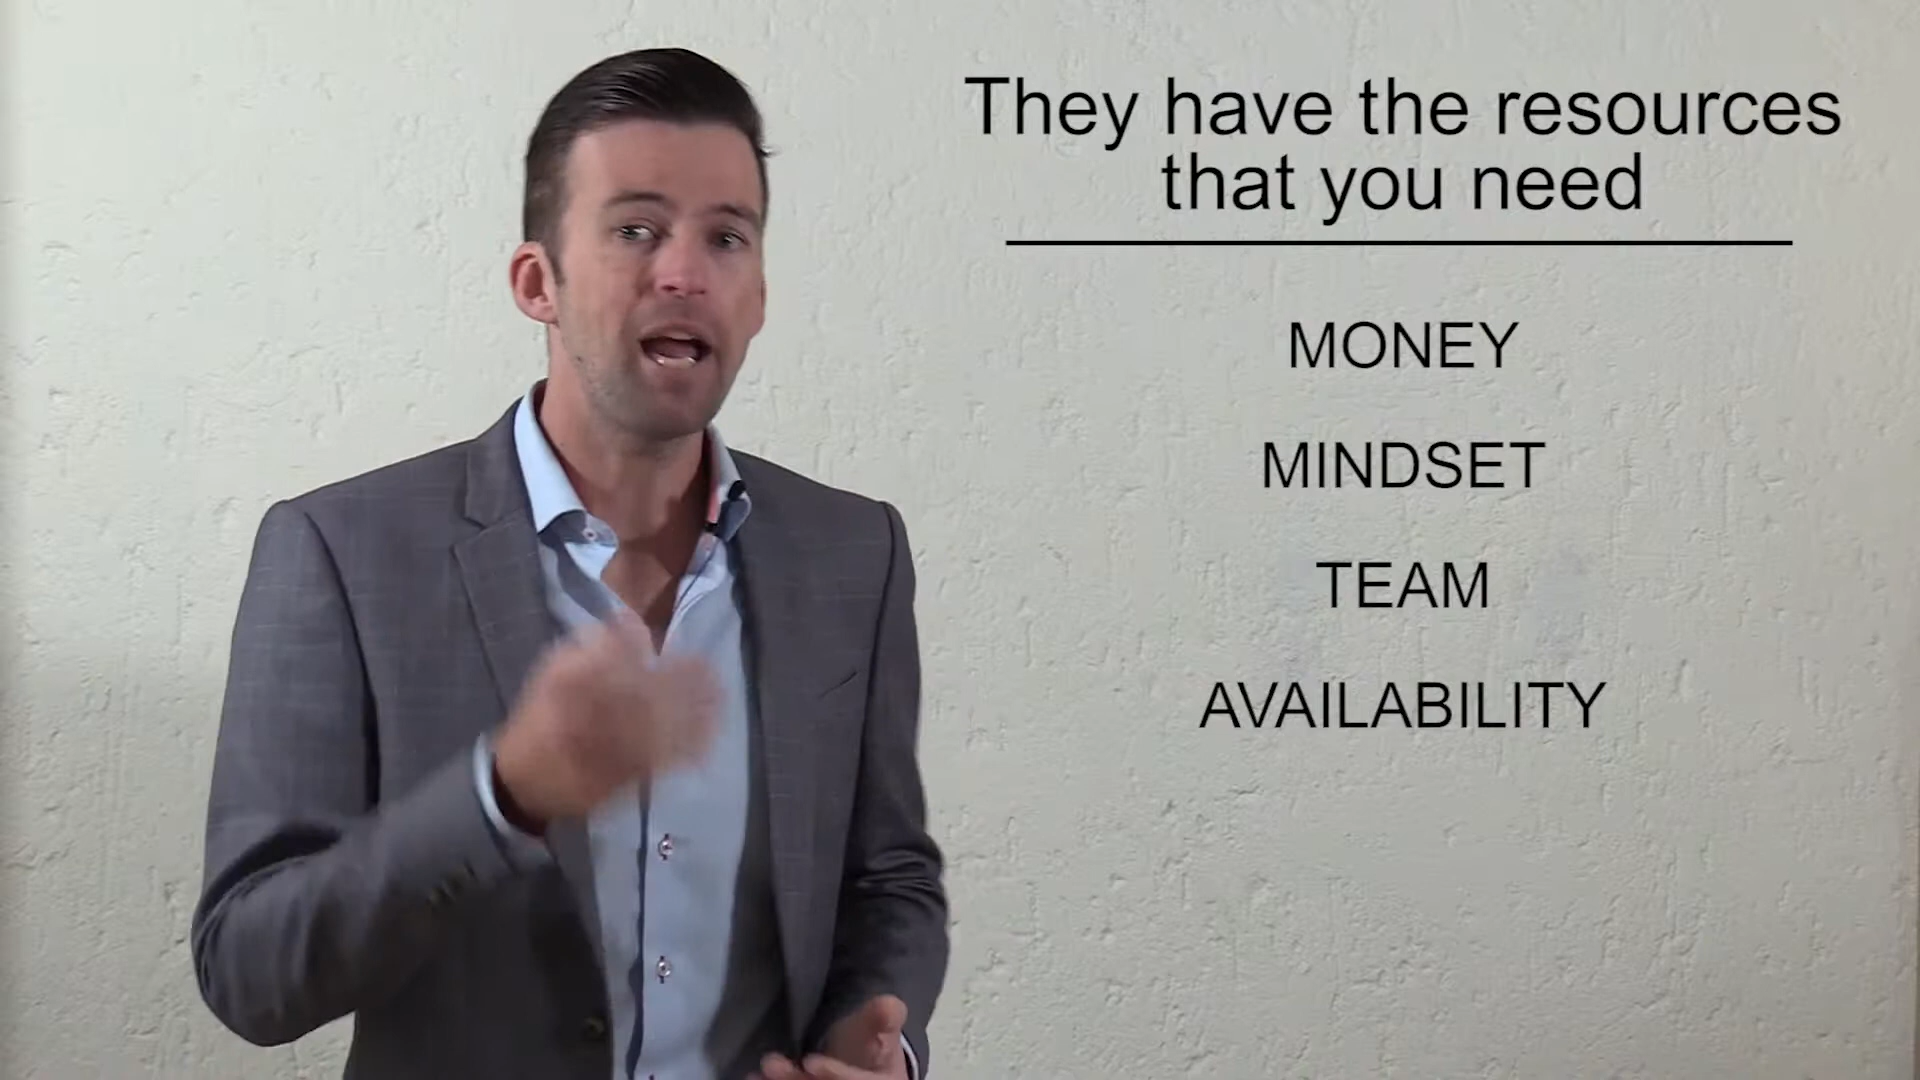 They have the resources
that you need
MONEY
MINDSET
TEAM
AVAILABILITY